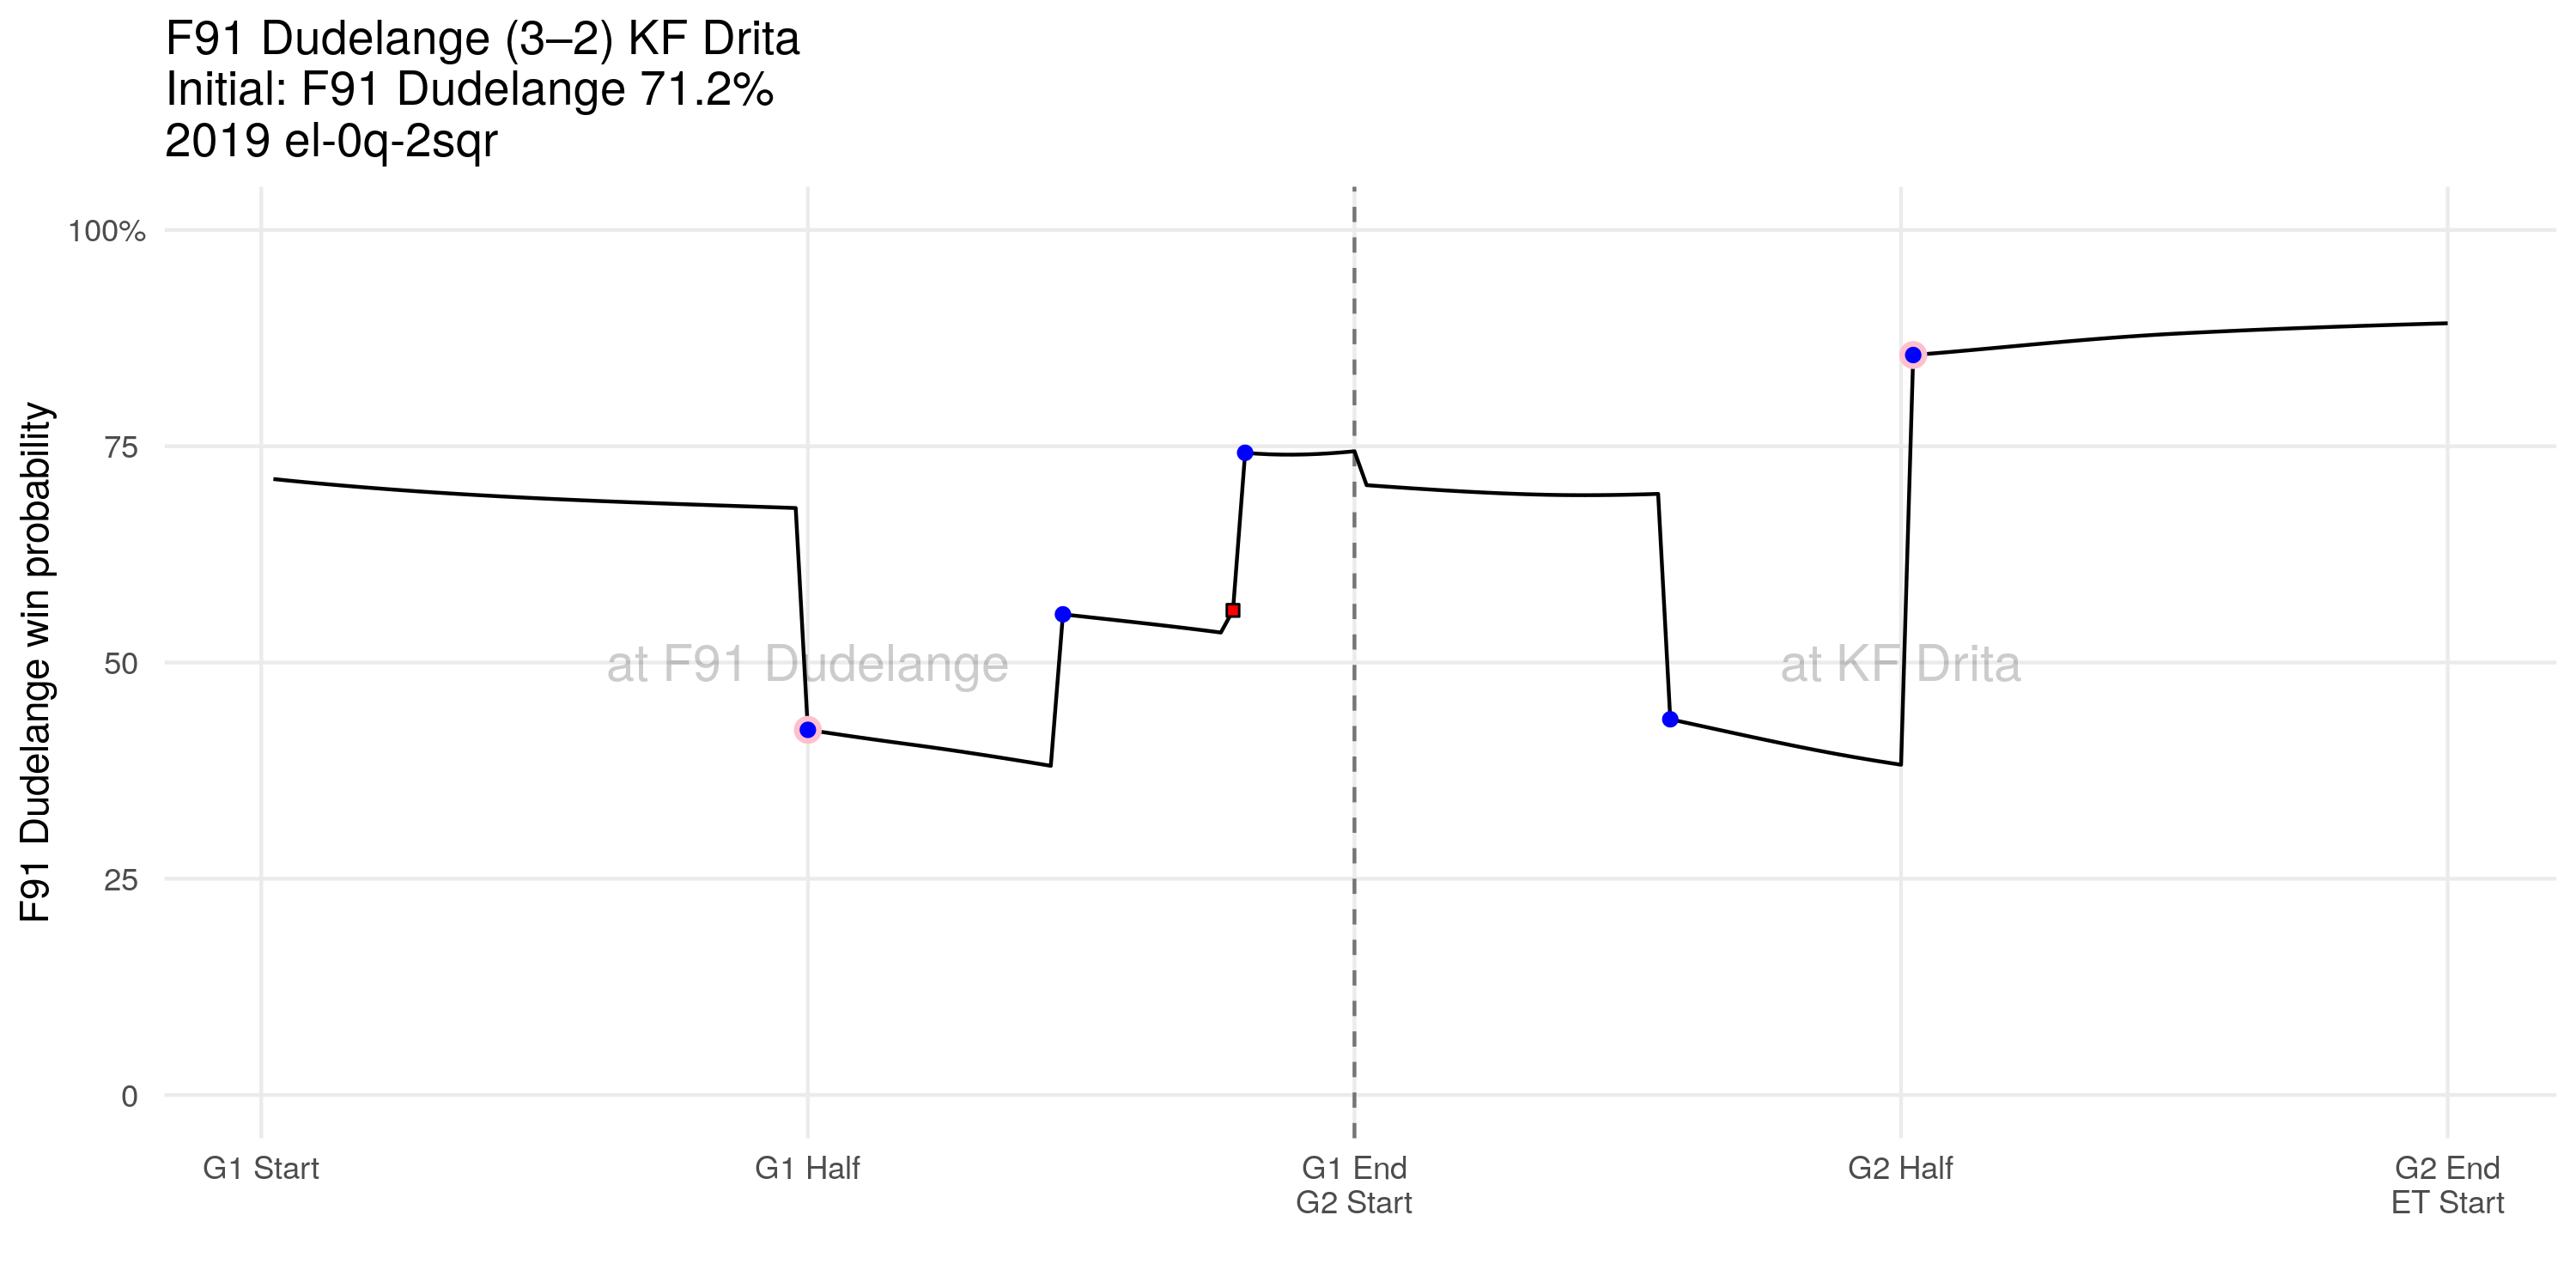 F91 Dudelange (3–2) KF Drita
Initial: F91 Dudelange 71.2%
2019 el-0q-2sqr
F91 Dudelange win probability
100%
75
50
25
0
at F91 Dudelange
at KF Drita
G1 Start
G1 Half
G1 End
G2 Start
G2 Half
G2 End
ET Start